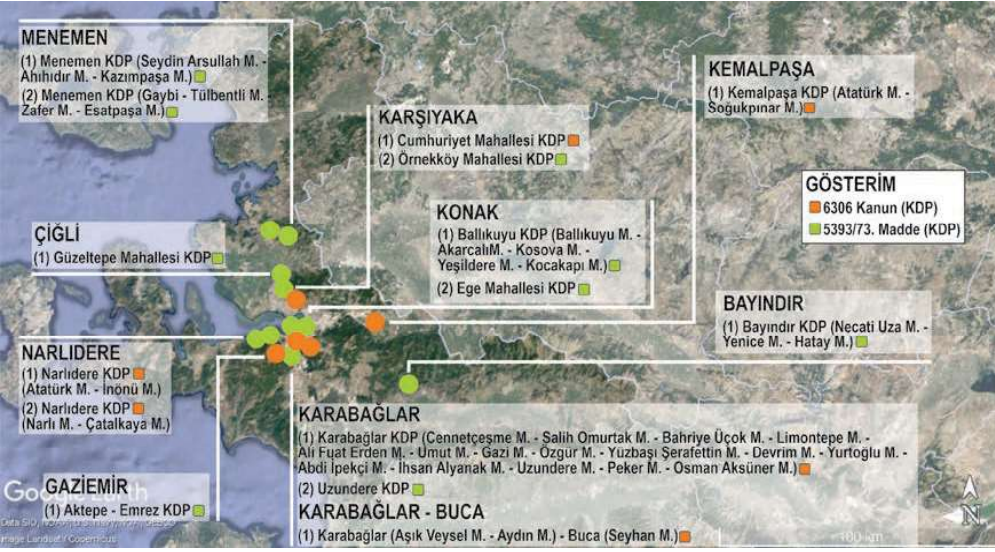 MENEMEN
(1) Menemen KDP (Seydin Arsullah M. -
Ahıhıdır M. - Kazımpaşa M.)
(2) Menemen KDP (Gaybi - Tülbentli M. -
Zafer M. - Esatpaşa M.)
KARŞIYAKA
(1) Cumhuriyet Mahallesi KDP
(2) Örnekköy Mahallesi KDP
KEMALPAŞA
(1) Kemalpaşa KDP (Atatürk M. -
Soğukpınar M.)
GÖSTERİM
6306 Kanun (KDP)
5393/73. Madde (KDP)
ÇİĞLİ
(1) Güzeltepe Mahallesi KDP
KONAK
(1) Ballıkuyu KDP (Ballıkuyu M. -
AkarcalıM. - Kosova M. -
Yeşildere M. - Kocakapı M.)
(2) Ege Mahallesi KDP
BAYINDIR
(1) Bayındır KDP (Necati Uza M. -
Yenice M. - Hatay M.)
NARLIDERE
(1) Narlıdere KDP
(Atatürk M. - İnönü M.)
(2) Narlıdere KDP
(Narlı M. - Çatalkaya M.)
KARABAĞLAR
(1) Karabağlar KDP (Cennetçeşme M. - Salih Omurtak M. - Bahriye Üçok M. - Limontepe M. -
Ali Fuat Erden M. - Umut M. - Gazi M. - Özgür M. - Yüzbaşı Şerafettin M. - Devrim M. - Yurtoğlu M. -
Abdi İpekçi M. - İhsan Alyanak M. - Uzundere M. - Peker M. - Osman Aksüner M.)
(2) Uzundere KDP
KARABAĞLAR - BUCA
(1) Karabağlar (Aşık Veysel M. - Aydın M.) - Buca (Seyhan M.)
GAZİEMİR
(1) Aktepe - Emrez KDP
Google Earth
Data SIO, NOAA, U.S. Navy, NGA, GEBCO
Image Landsat / Copernicus
100 km
N